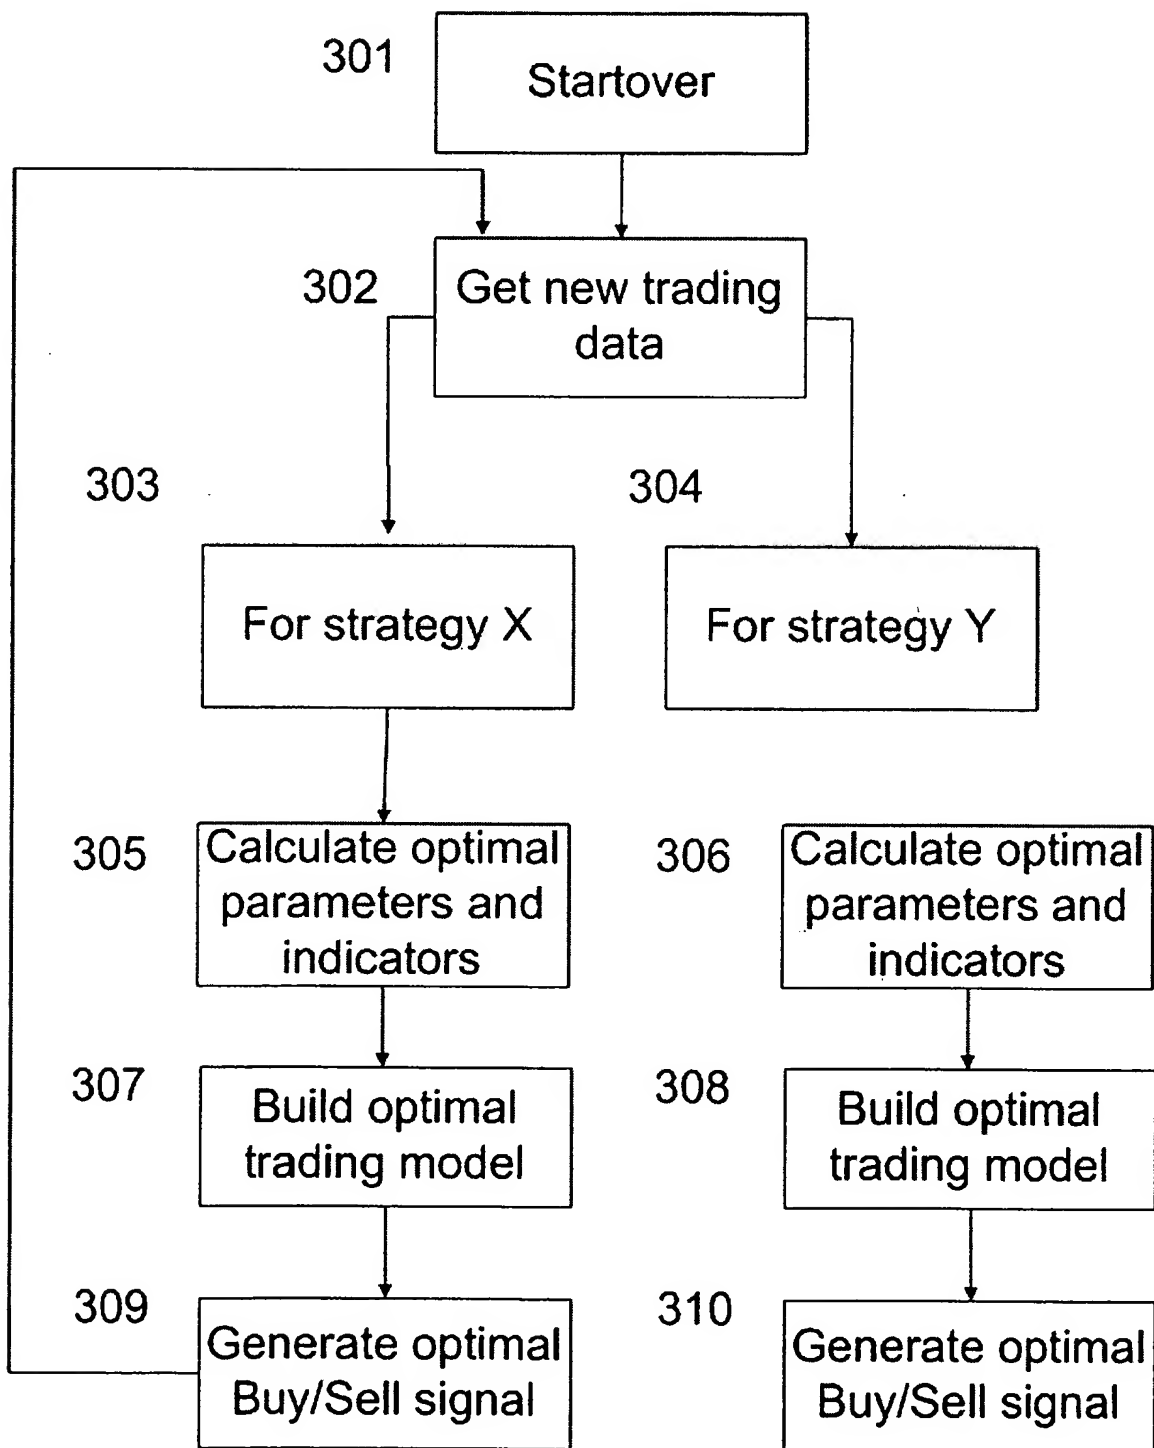 301
Startover
302
Get new trading
data
303
304
For strategy X
For strategy Y
305
Calculate optimal
parameters and
indicators
306
Calculate optimal
parameters and
indicators
307
Build optimal
trading model
308
Build optimal
trading model
309
Generate optimal
Buy/Sell signal
310
Generate optimal
Buy/Sell signal